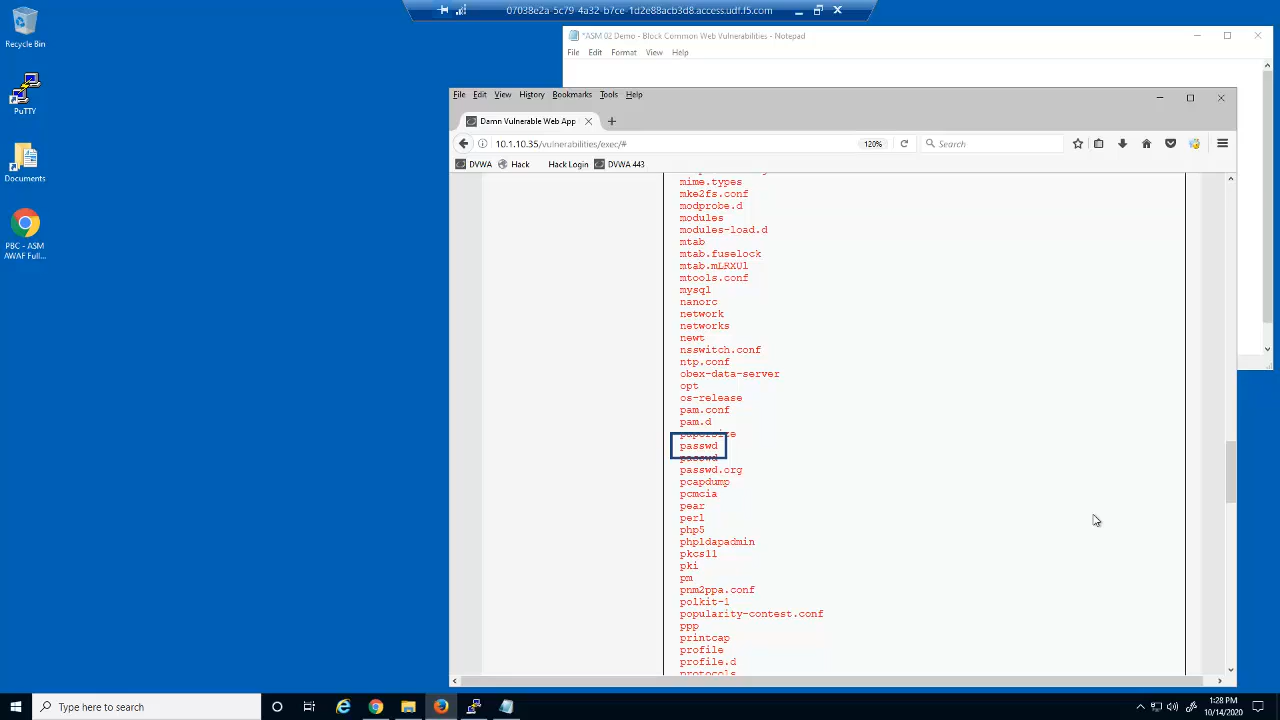 07038e2a-5c79-4a32-b7ce-1d2e88acb3d8.access.udf.f5.com
Recycle Bin
PuTTY
Documents
PBC - ASM
AWAF Full...
*ASM 02 Demo - Block Common Web Vulnerabilities - Notepad
File Edit Format View Help
File Edit View History Bookmarks Tools Help
Damn Vulnerable Web App
10.1.10.35/vulnerabilities/exec/#
120%
Search
DVWA Hack Hack Login DVWA 443
mime.types
mke2fs.conf
modprobe.d
modules
modules-load.d
mtab
mtab.fuselock
mtools.conf
mysql
nanorc
network
networks
newt
nsswitch.conf
ntp.conf
obex-data-server
opt
os-release
pam.conf
pam.d
papersize
passwd
passwd-
passwd.org
pcapdump
pcmcia
pear
perl
php5
phpldapadmin
pkcs11
pki
pm
pnm2ppa.conf
polkit-1
popularity-contest.conf
ppp
printcap
profile
profile.d
protocols
Type here to search
1:28 PM
10/14/2020